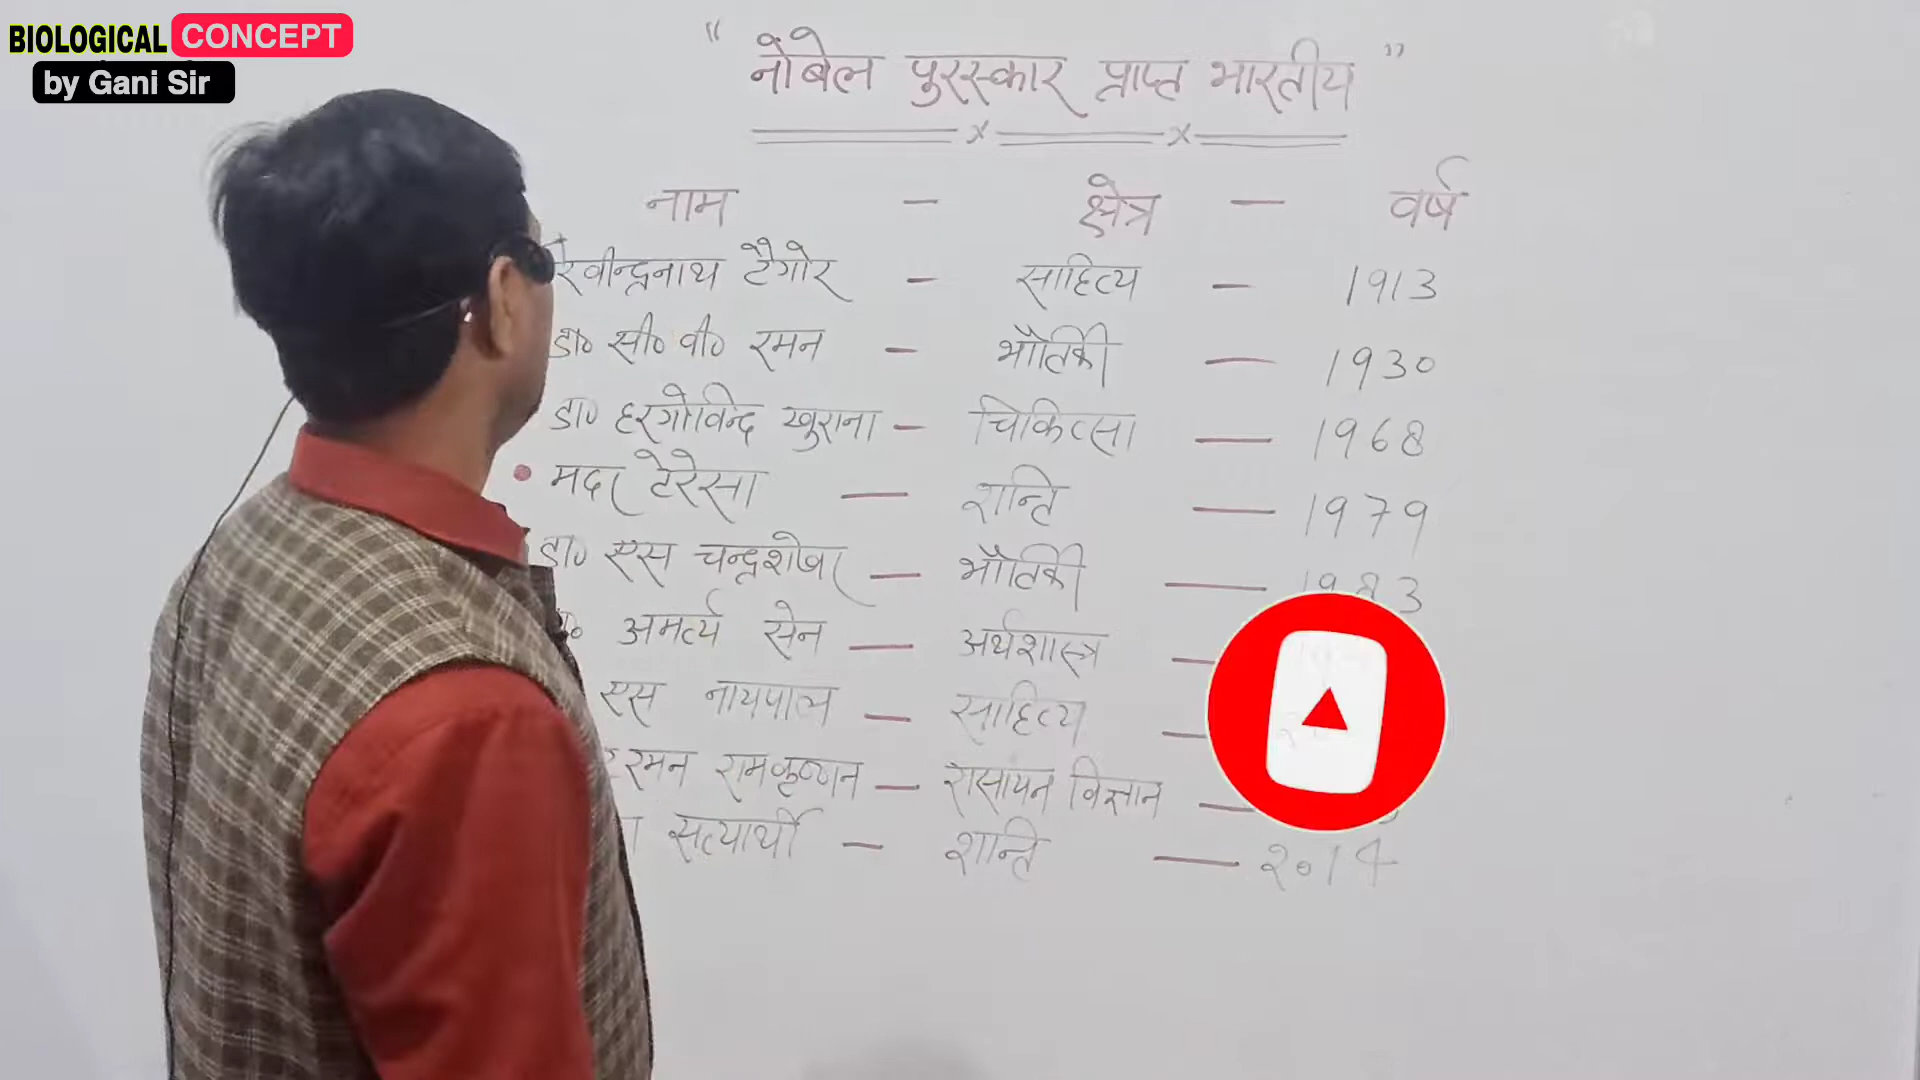 BIOLOGICAL CONCEPT
by Gani Sir
" नोबेल पुरस्कार प्राप्त भारतीय "
नाम - क्षेत्र - वर्ष
रवीन्द्रनाथ टैगोर - साहित्य - 1913
डा० सी० वी० रमन - भौतिकी - 1930
डा० हरगोविन्द खुराना - चिकित्सा - 1968
• मदर टेरेसा - शान्ति - 1979
डा० एस चन्द्रशेखर - भौतिकी - 1983
अमर्त्य सेन - अर्थशास्त्र -
एस नायपाल - साहित्य -
रमन रामकृष्णन - रासायन विज्ञान -
सत्यार्थी - शान्ति - 2014